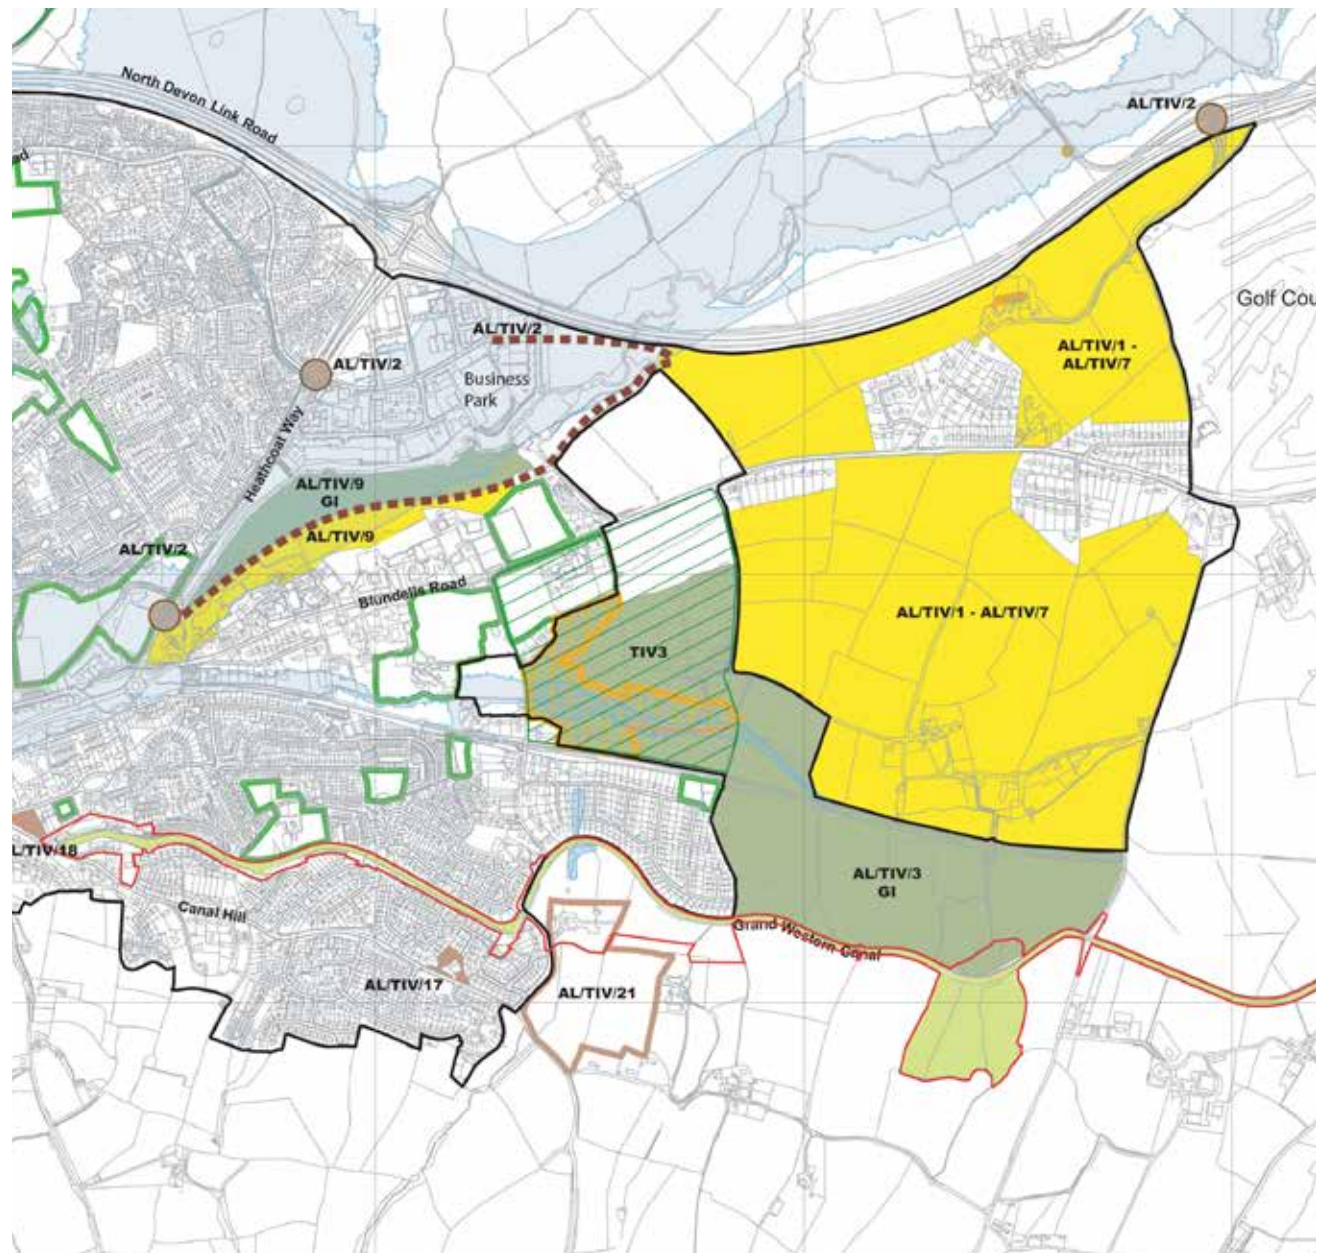 North Devon Link Road
AL/TIV/2
ad
Golf Cou
AL/TIV/2
AL/TIV/2
AL/TIV/1 -
AL/TIV/7
Business
Park
Heathcoat Way
AL/TIV/9
GI
AL/TIV/9
AL/TIV/2
Blundells Road
AL/TIV/1 - AL/TIV/7
TIV3
L/TIV/18
AL/TIV/3
GI
Canal Hill
Grand Western Canal
AL/TIV/17
AL/TIV/21